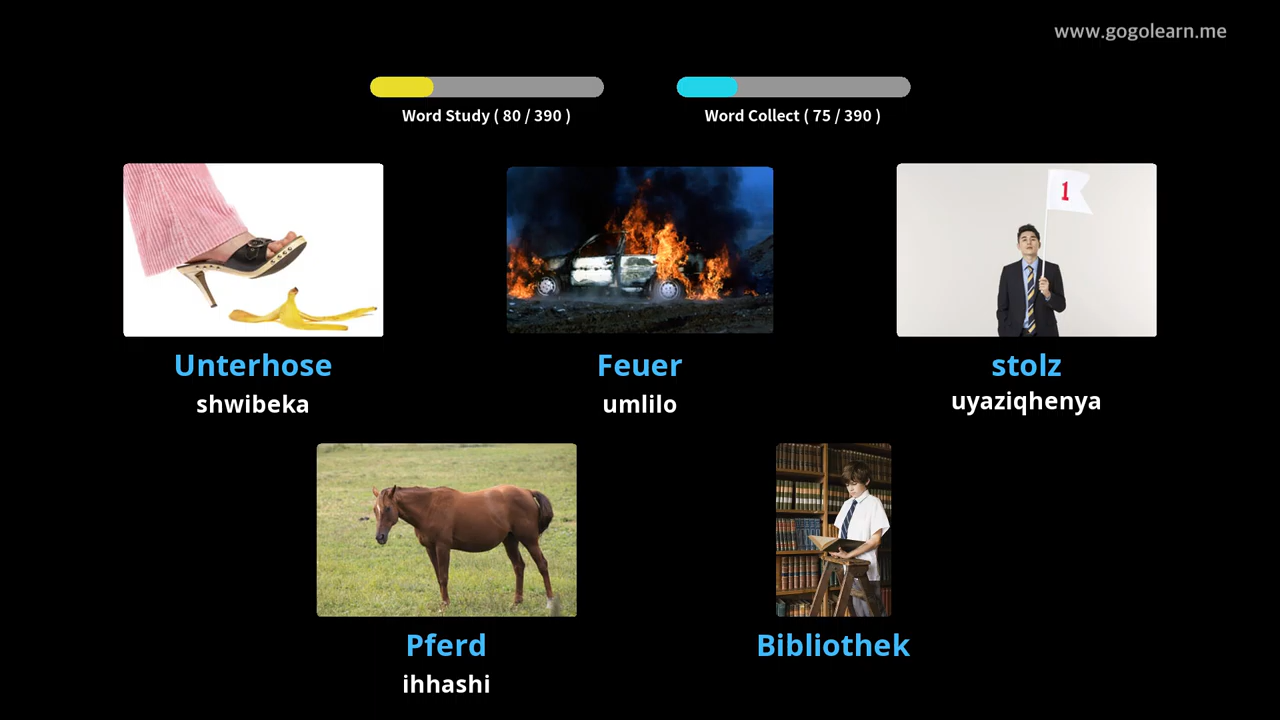 www.gogolearn.me
Word Study ( 80 / 390 )
Word Collect ( 75 / 390 )
1
Unterhose
shwibeka
Feuer
umlilo
stolz
uyaziqhenya
Pferd
ihhashi
Bibliothek